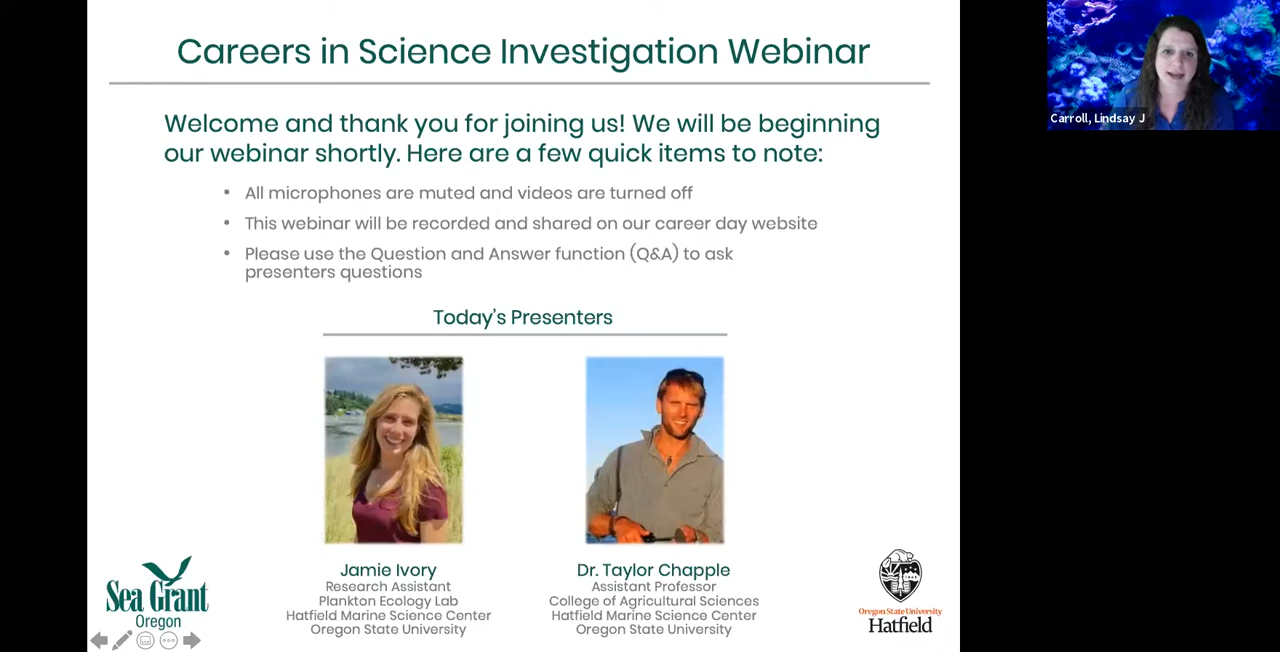 Careers in Science Investigation Webinar
Carroll, Lindsay J
Welcome and thank you for joining us! We will be beginning
our webinar shortly. Here are a few quick items to note:
• All microphones are muted and videos are turned off
• This webinar will be recorded and shared on our career day website
• Please use the Question and Answer function (Q&A) to ask
presenters questions
Today's Presenters
Jamie Ivory
Research Assistant
Plankton Ecology Lab
Hatfield Marine Science Center
Oregon State University
Dr. Taylor Chapple
Assistant Professor
College of Agricultural Sciences
Hatfield Marine Science Center
Oregon State University
Sea Grant
Oregon
Oregon State University
Hatfield